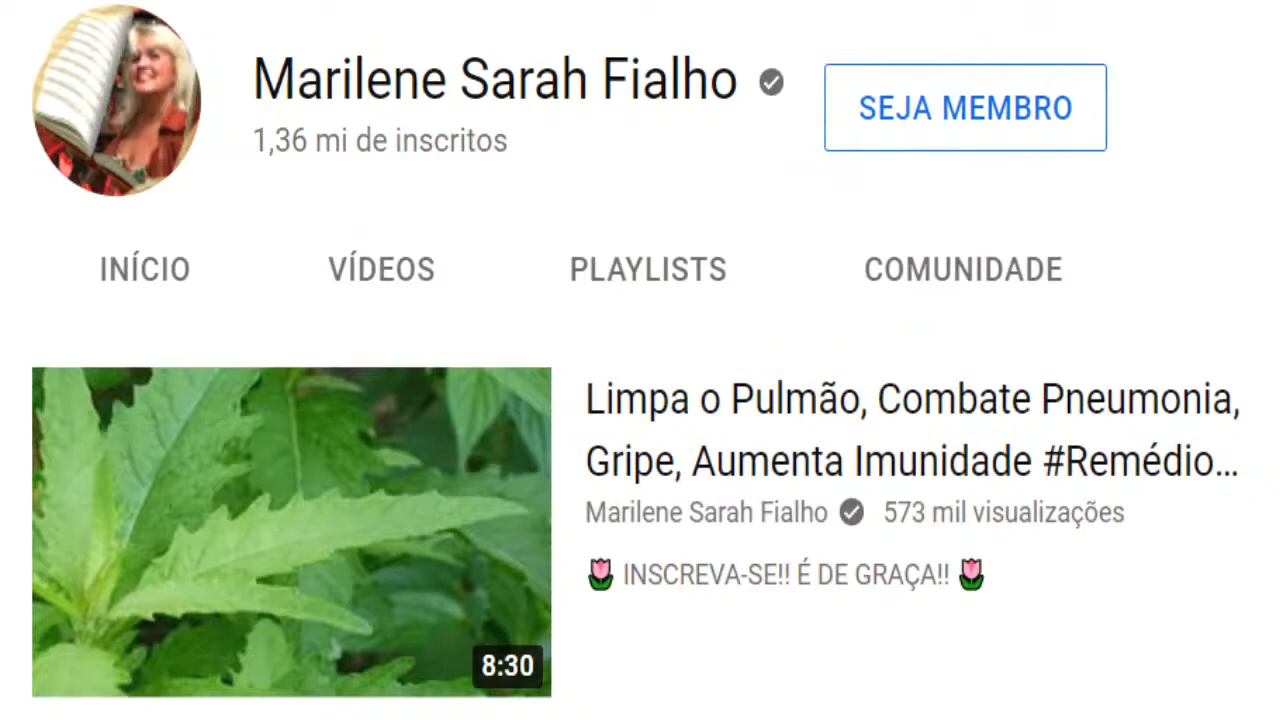 Marilene Sarah Fialho
1,36 mi de inscritos
SEJA MEMBRO
INÍCIO
VÍDEOS
PLAYLISTS
COMUNIDADE
Limpa o Pulmão, Combate Pneumonia,
Gripe, Aumenta Imunidade #Remédio...
Marilene Sarah Fialho 573 mil visualizações
🌷 INSCREVA-SE!! É DE GRAÇA!! 🌷
8:30